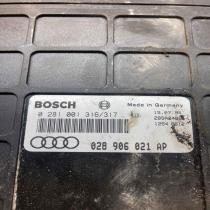 BOSCH
Made in Germany
0 281 001 316/317
028 906 021 AP